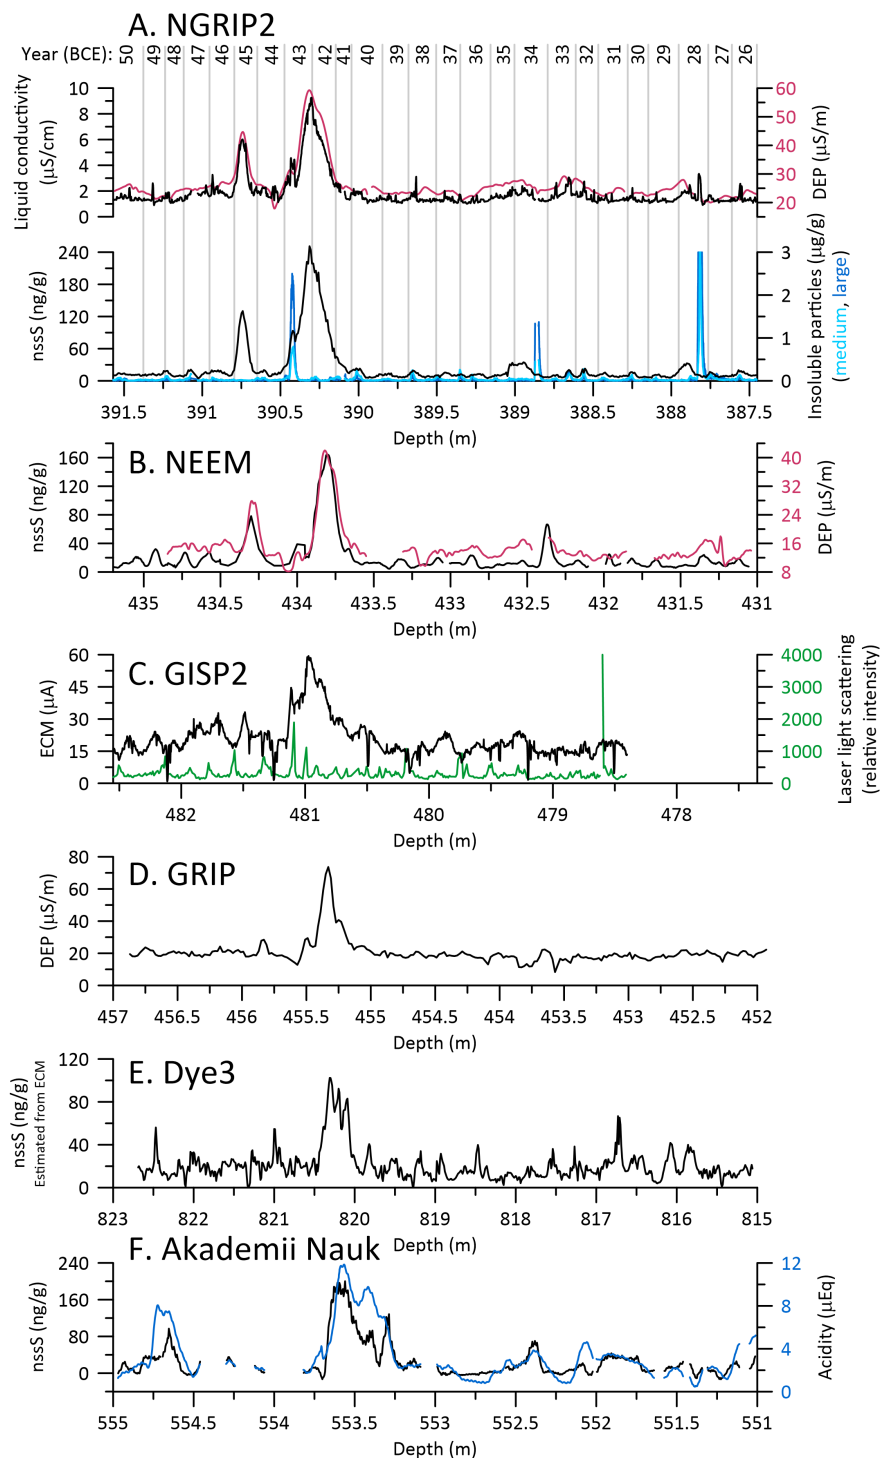 A. NGRIP2
Year (BCE): 50 49 48 47 46 45 44 43 42 41 40 39 38 37 36 35 34 33 32 31 30 29 28 27 26
Liquid conductivity
(µS/cm)
10
8
6
4
2
0
60
50
40
30
20
DEP (µS/m)
nssS (ng/g)
240
180
120
60
0
3
2
1
0
Insoluble particles (µg/g)
(medium, large)
391.5 391 390.5 390 389.5 389 388.5 388 387.5
Depth (m)
B. NEEM
nssS (ng/g)
160
120
80
40
0
40
32
24
16
8
DEP (µS/m)
435 434.5 434 433.5 433 432.5 432 431.5 431
Depth (m)
C. GISP2
ECM (µA)
60
45
30
15
0
4000
3000
2000
1000
0
Laser light scattering
(relative intensity)
482 481 480 479 478
Depth (m)
D. GRIP
DEP (µS/m)
80
60
40
20
0
457 456.5 456 455.5 455 454.5 454 453.5 453 452.5 452
Depth (m)
E. Dye3
nssS (ng/g)
Estimated from ECM
120
80
40
0
823 822 821 820 819 818 817 816 815
Depth (m)
F. Akademii Nauk
nssS (ng/g)
240
160
80
0
12
8
4
0
Acidity (µEq)
555 554.5 554 553.5 553 552.5 552 551.5 551
Depth (m)